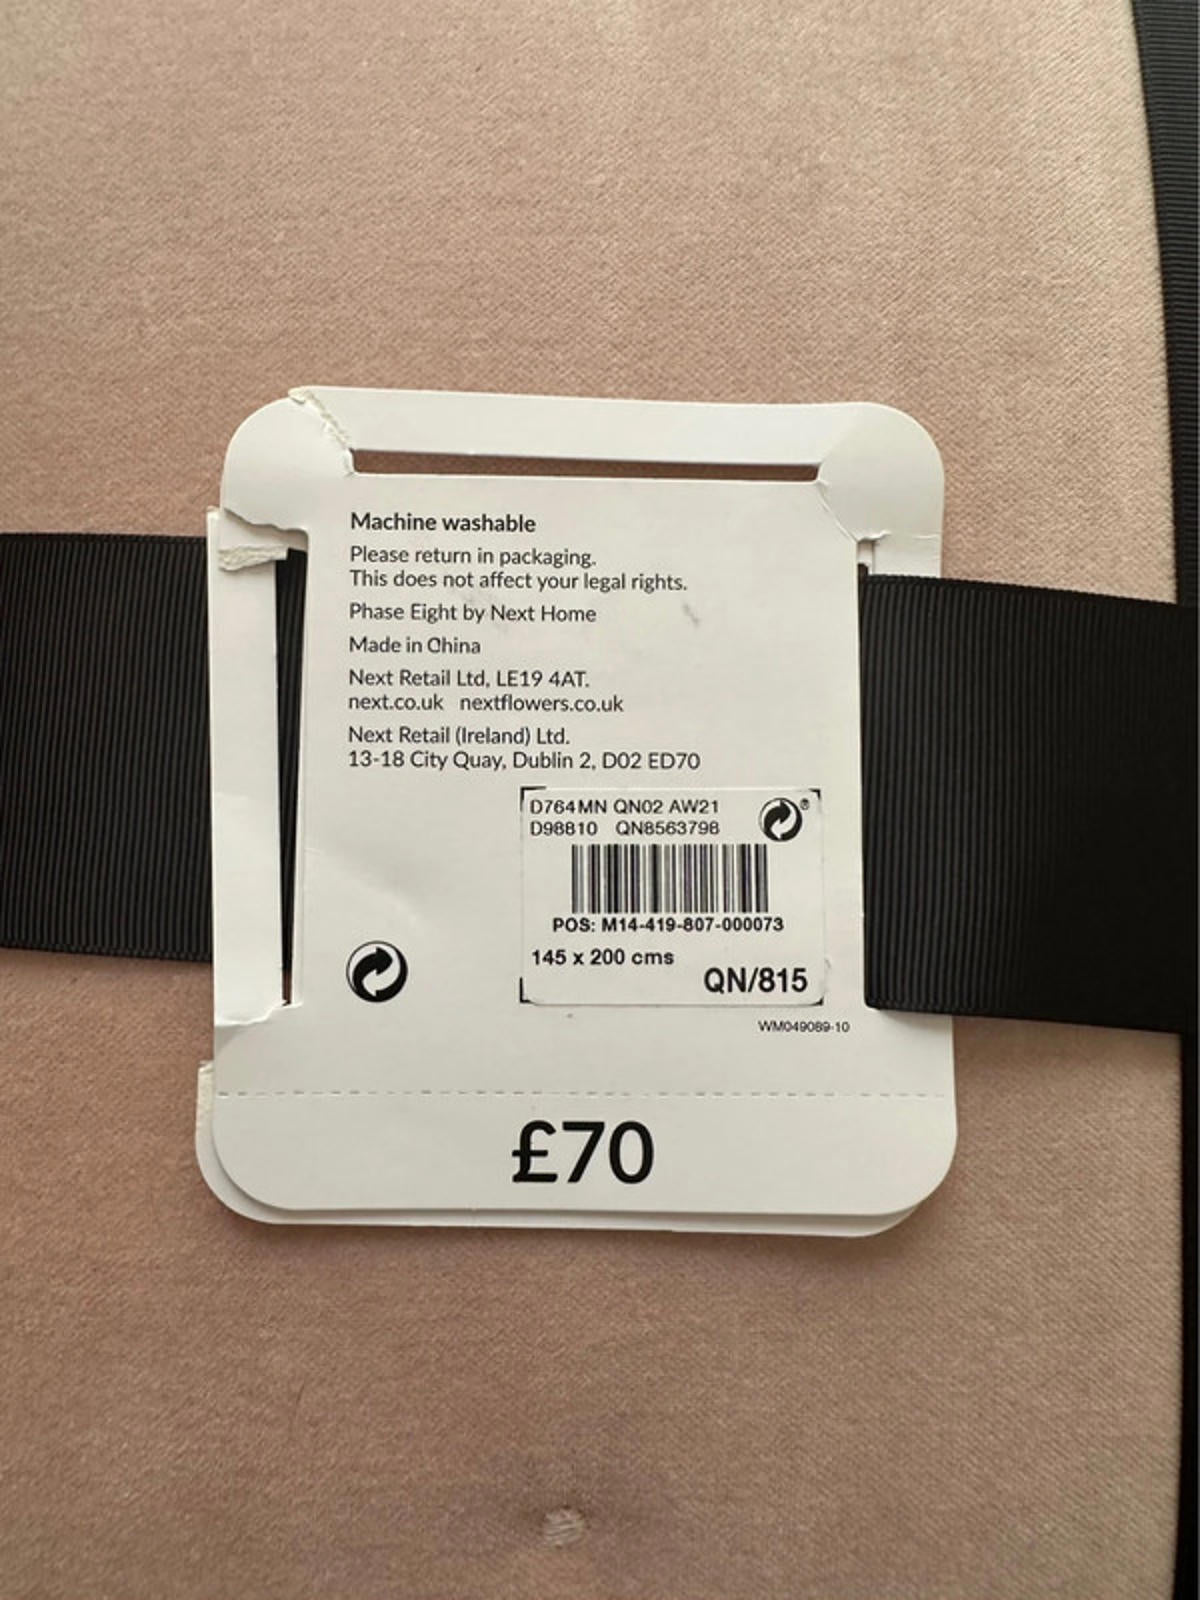 Machine washable
Please return in packaging.
This does not affect your legal rights.
Phase Eight by Next Home
Made in China
Next Retail Ltd, LE19 4AT.
next.co.uk nextflowers.co.uk
Next Retail (Ireland) Ltd.
13-18 City Quay, Dublin 2, D02 ED70
D764MN QN02 AW21
D98810 QN8563798
®
POS: M14-419-807-000073
145 x 200 cms
QN/815
WM049089-10
£70